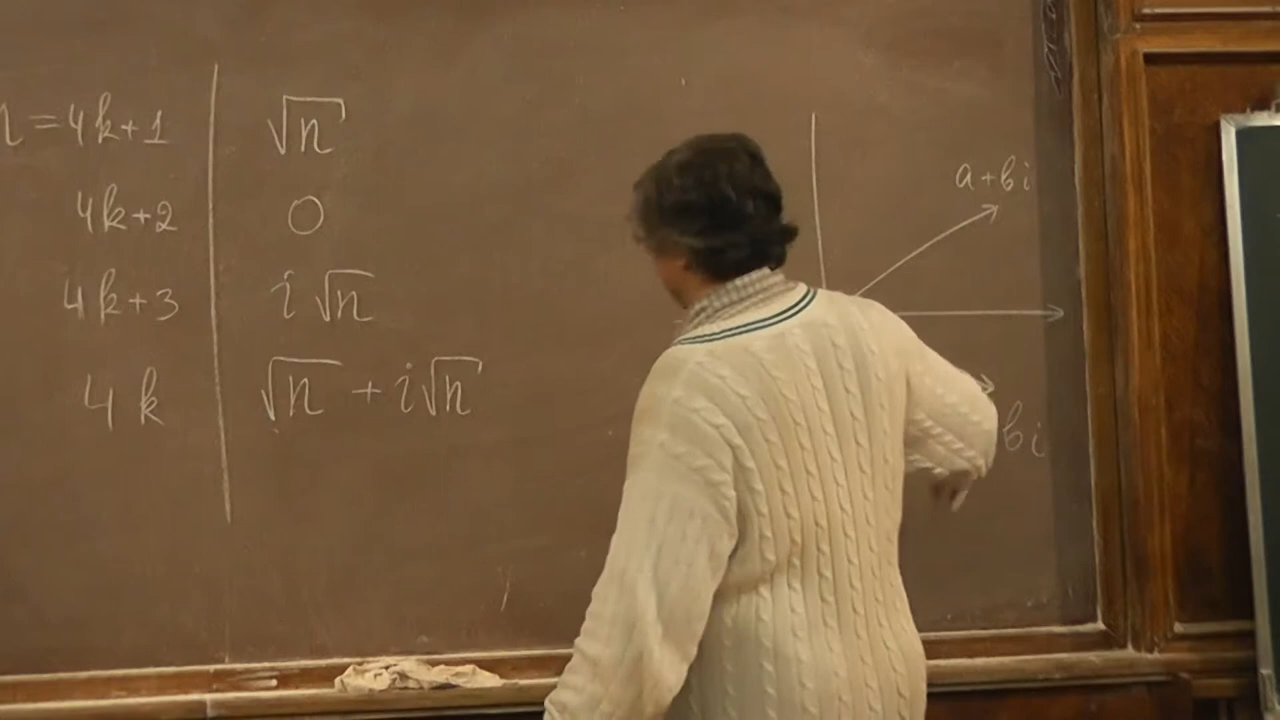 n = 4k+1 √n
4k+2 0
4k+3 i√n
4k √n + i√n
a+bi
bi